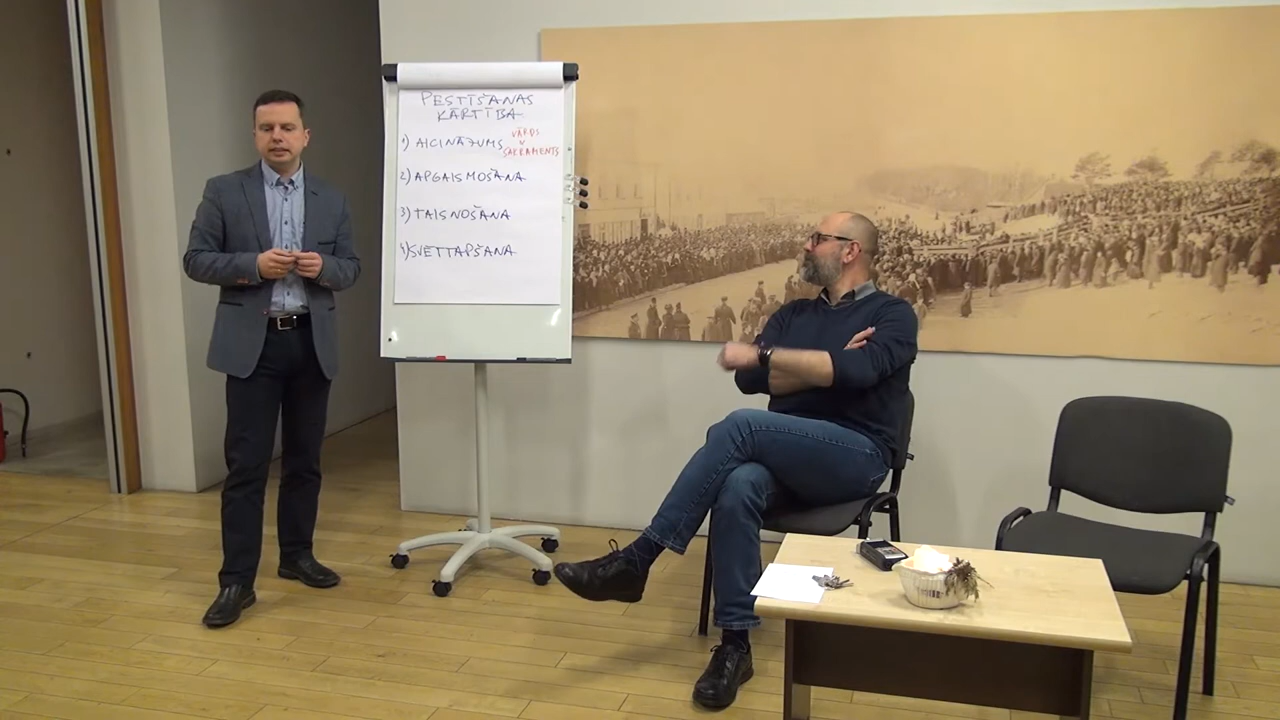 PESTĪŠANAS
KĀRTĪBA
1) AICINĀJUMS VĀRDS
SAKRAMENTS
2) APGAISMOŠANA
3) TAISNOŠANA
4) SVĒTTAPŠANA